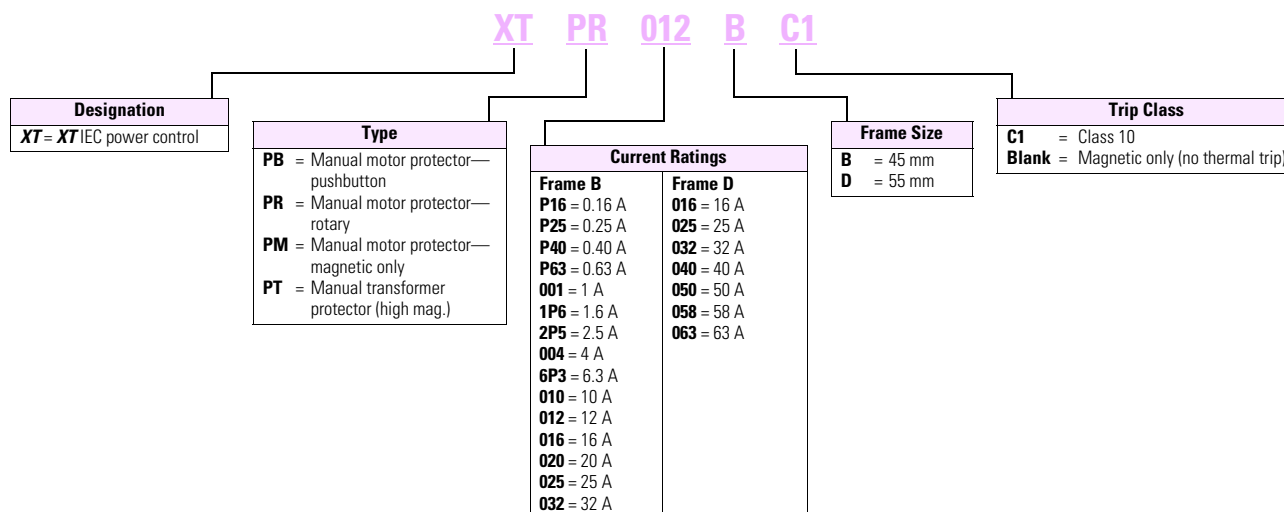 XT PR 012 B C1
Designation
XT = XT IEC power control
Type
PB = Manual motor protector—
pushbutton
PR = Manual motor protector—
rotary
PM = Manual motor protector—
magnetic only
PT = Manual transformer
protector (high mag.)
Current Ratings
Frame B
P16 = 0.16 A
P25 = 0.25 A
P40 = 0.40 A
P63 = 0.63 A
001 = 1 A
1P6 = 1.6 A
2P5 = 2.5 A
004 = 4 A
6P3 = 6.3 A
010 = 10 A
012 = 12 A
016 = 16 A
020 = 20 A
025 = 25 A
032 = 32 A
Frame D
016 = 16 A
025 = 25 A
032 = 32 A
040 = 40 A
050 = 50 A
058 = 58 A
063 = 63 A
Frame Size
B = 45 mm
D = 55 mm
Trip Class
C1 = Class 10
Blank = Magnetic only (no thermal trip)